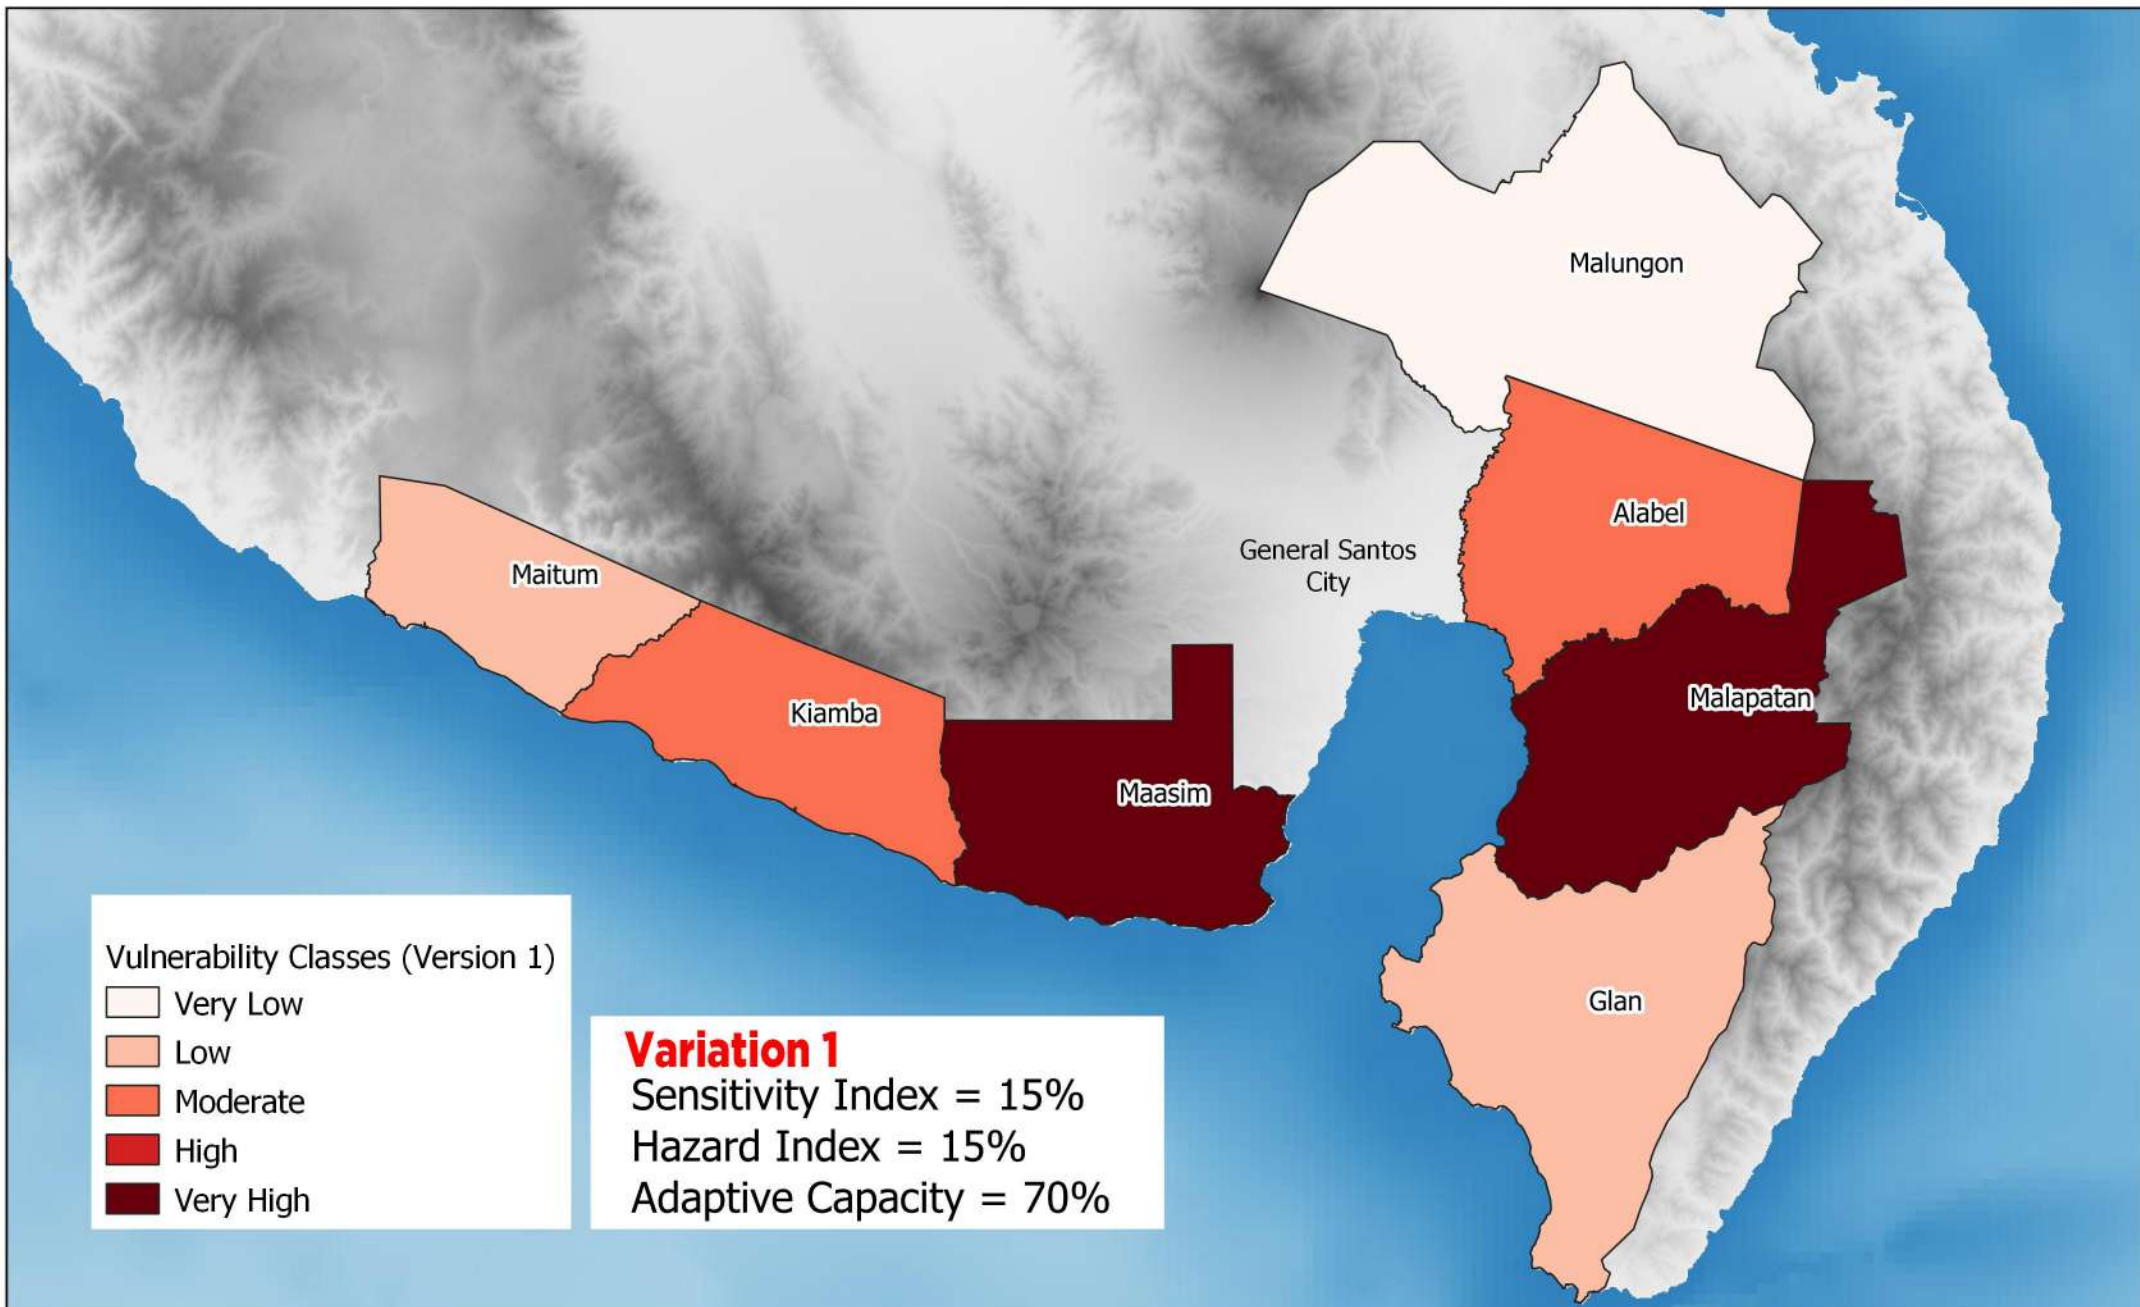 Malungon
Alabel
General Santos
City
Maitum
Malapatan
Kiamba
Maasim
Glan
Vulnerability Classes (Version 1)
Very Low
Low
Moderate
High
Very High
Variation 1
Sensitivity Index = 15%
Hazard Index = 15%
Adaptive Capacity = 70%